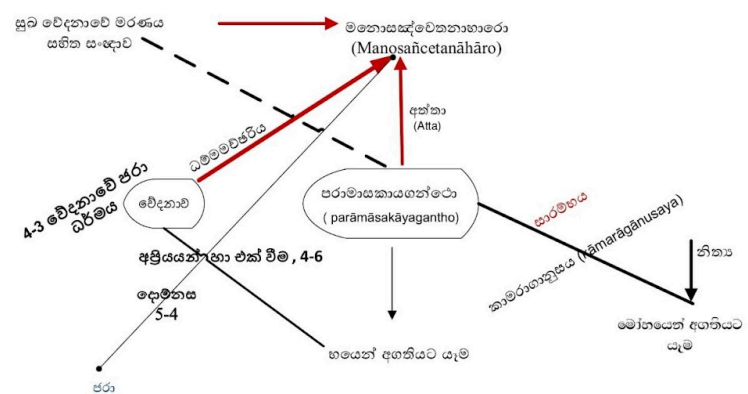 සුඛ වේදනාවේ මරණය
සහිත සංඥාව
මනොසඤ්චෙතනාහාරො
(Manosañcetanāhāro)
අත්තා
(Atta)
ධම්මමච්ඡරිය
4-3 වේදනාවේ ජරා
ධර්මය
වේදනාව
පරාමාසකායගන්ථො
( parāmāsakāyagantho)
සාරම්භය
කාමරාගානුසය (kāmarāgānusaya)
නිත්‍ය
අප්‍රියයන් හා එක් වීම , 4-6
දොම්නස
5-4
මෝහයෙන් අගතියට
යෑම
භයෙන් අගතියට යෑම
ජරා